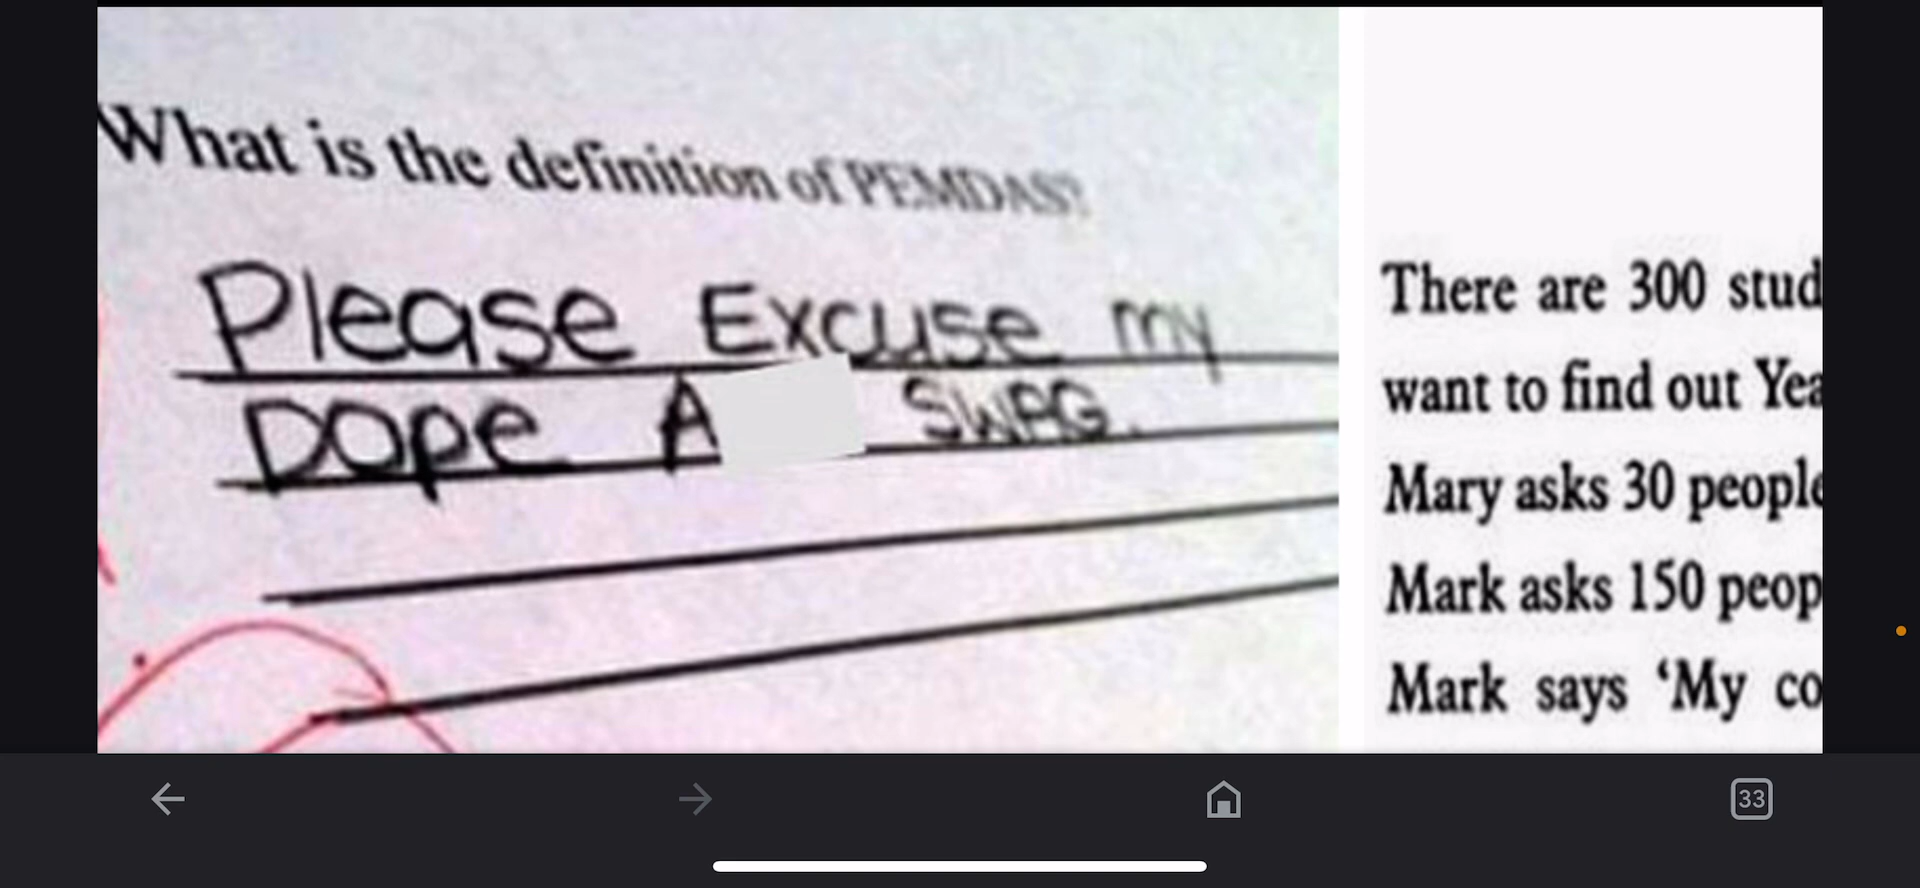 What is the definition of PEMDAS?
Please Excuse my
Dope A SWAG.
There are 300 stud
want to find out Yea
Mary asks 30 people
Mark asks 150 peop
Mark says ‘My co
33